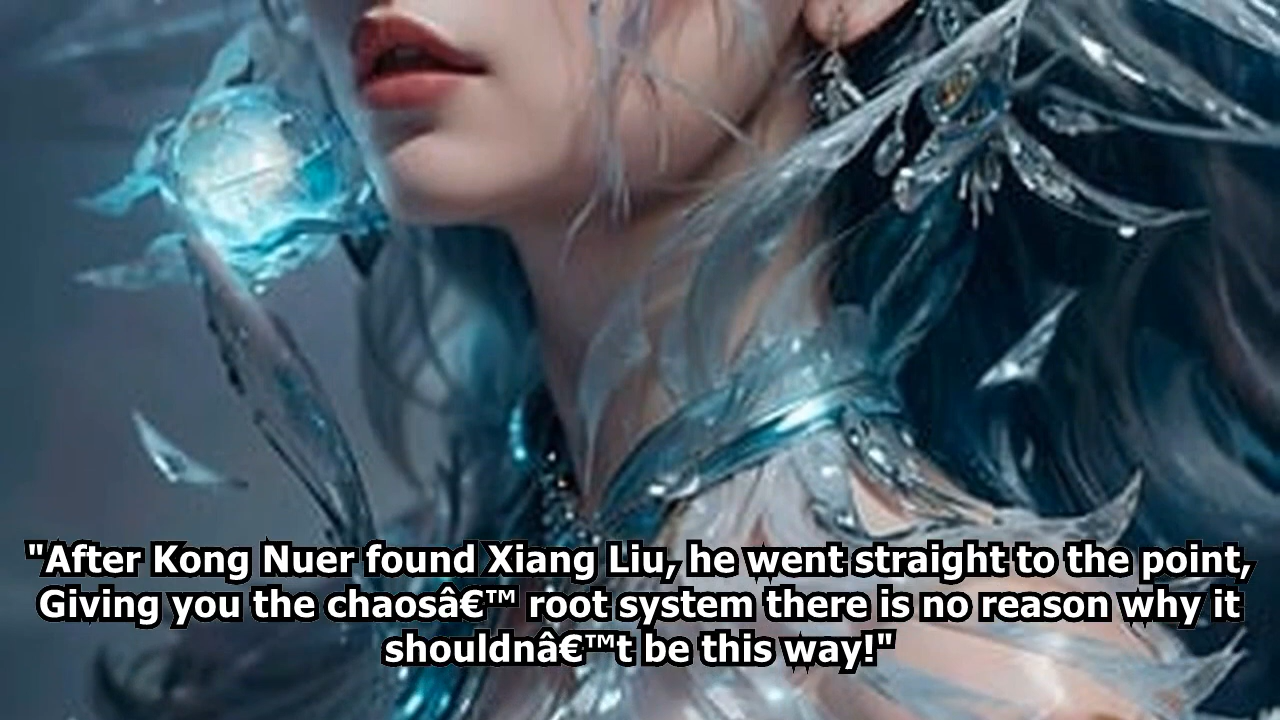 "After Kong Nuer found Xiang Liu, he went straight to the point,
Giving you the chaosâ€™ root system there is no reason why it
shouldnâ€™t be this way!"